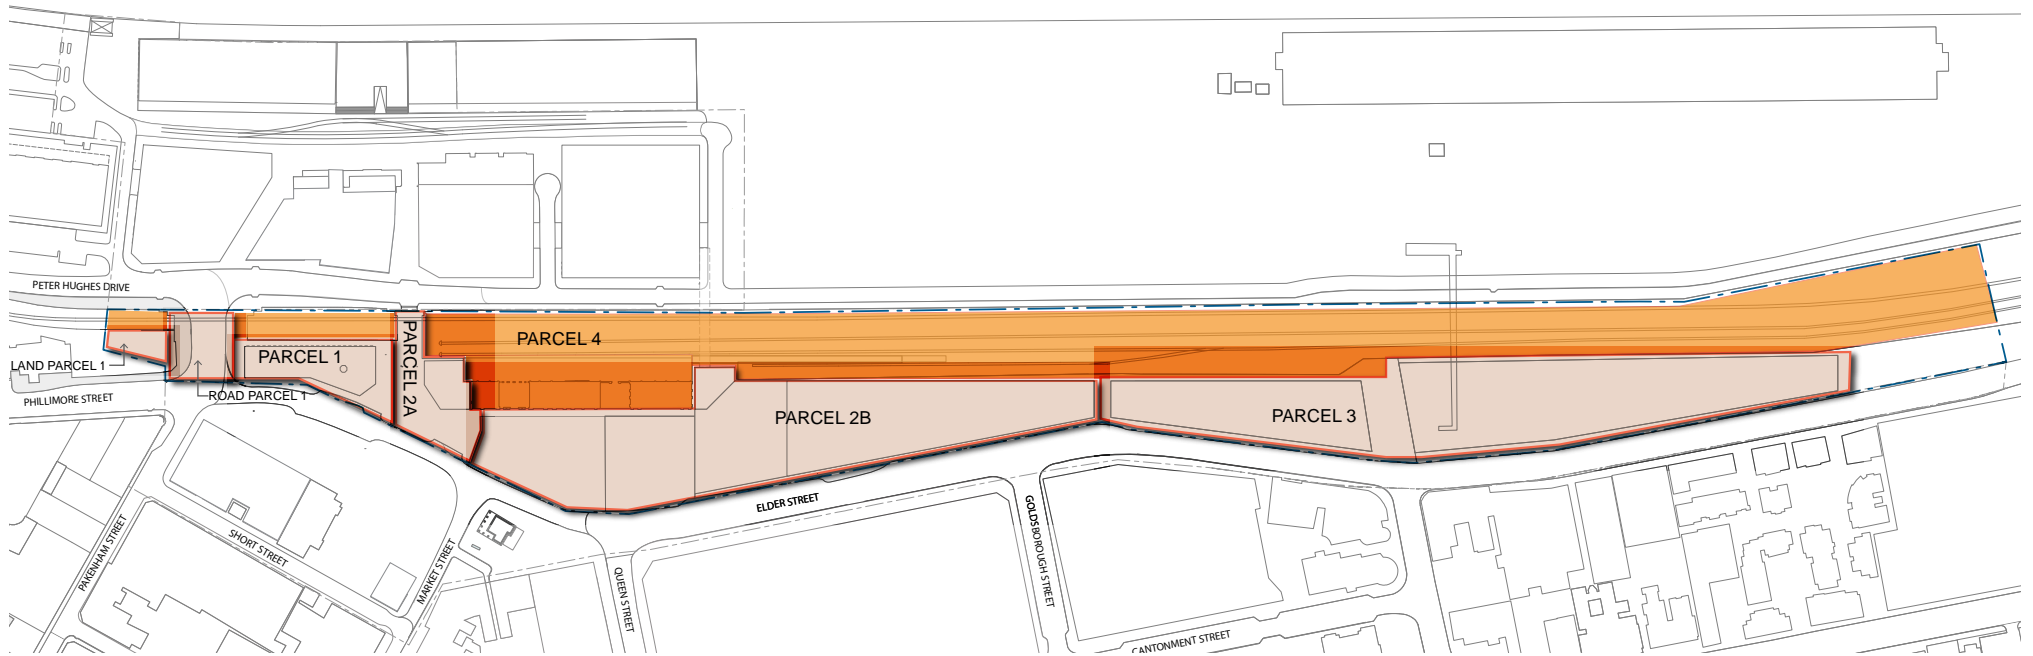 PETER HUGHES DRIVE
PARCEL 4
PARCEL 1
PARCEL 2A
LAND PARCEL 1
ROAD PARCEL 1
PHILLIMORE STREET
PARCEL 2B
PARCEL 3
ELDER STREET
GOLDSBOROUGH STREET
PAKENHAM STREET
SHORT STREET
MARKET STREET
QUEEN STREET
CANTONMENT STREET